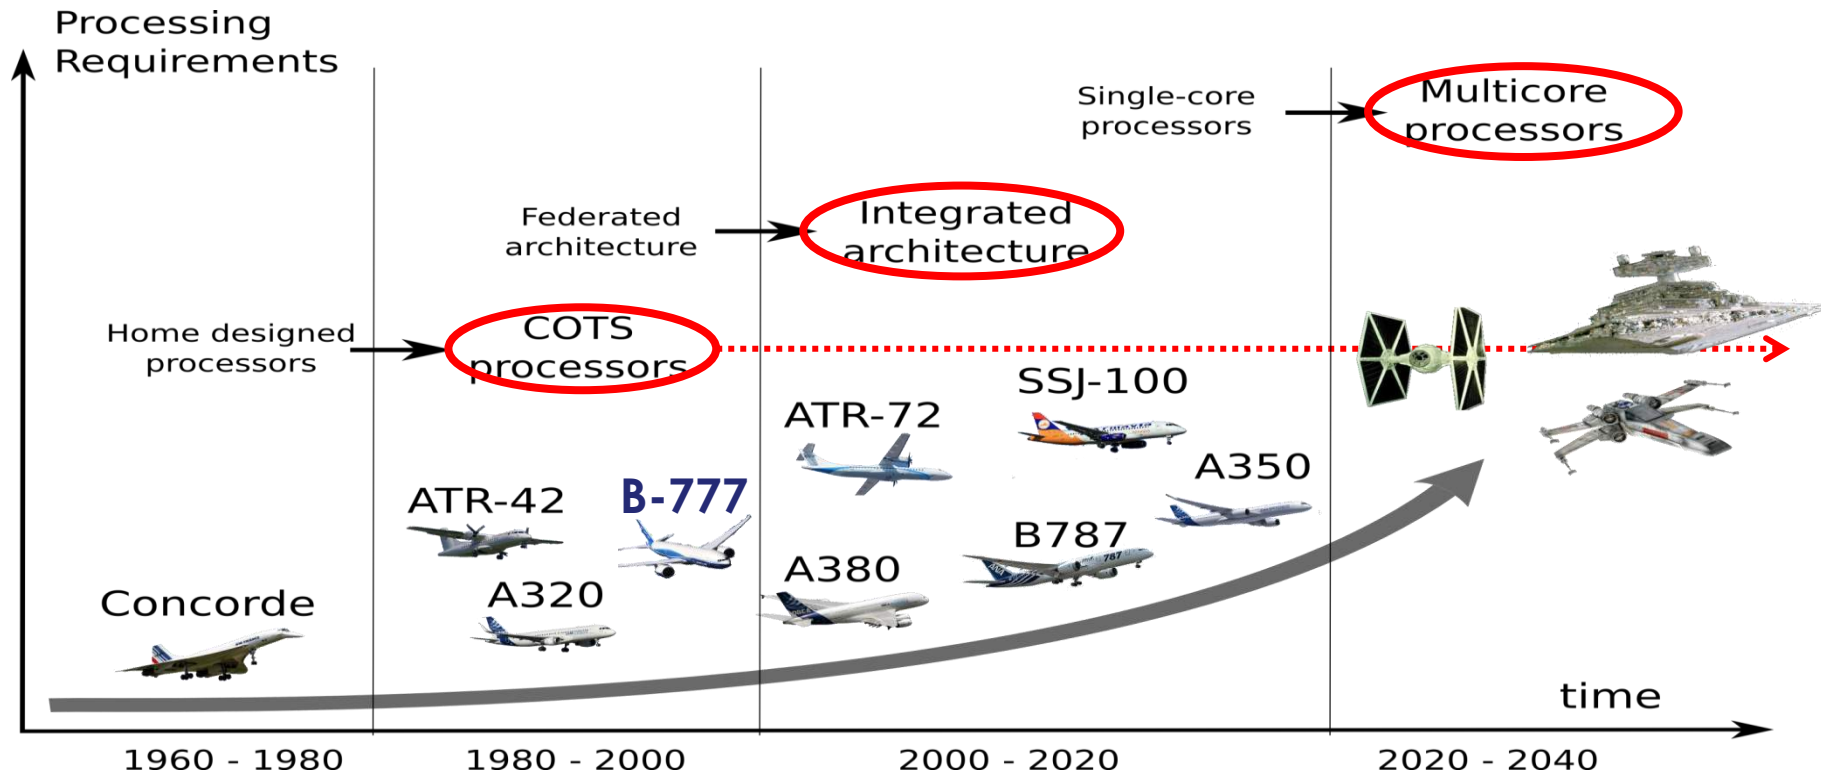 Processing
Requirements
Single-core
processors
Multicore
processors
Federated
architecture
Integrated
architecture
Home designed
processors
COTS
processors
SSJ-100
ATR-72
A350
ATR-42
B-777
B787
787
A380
A320
Concorde
time
1960 - 1980
1980 - 2000
2000 - 2020
2020 - 2040